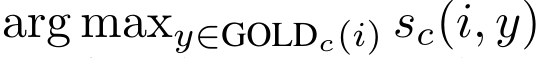 arg max_{y∈GOLD_c(i)} s_c(i, y)